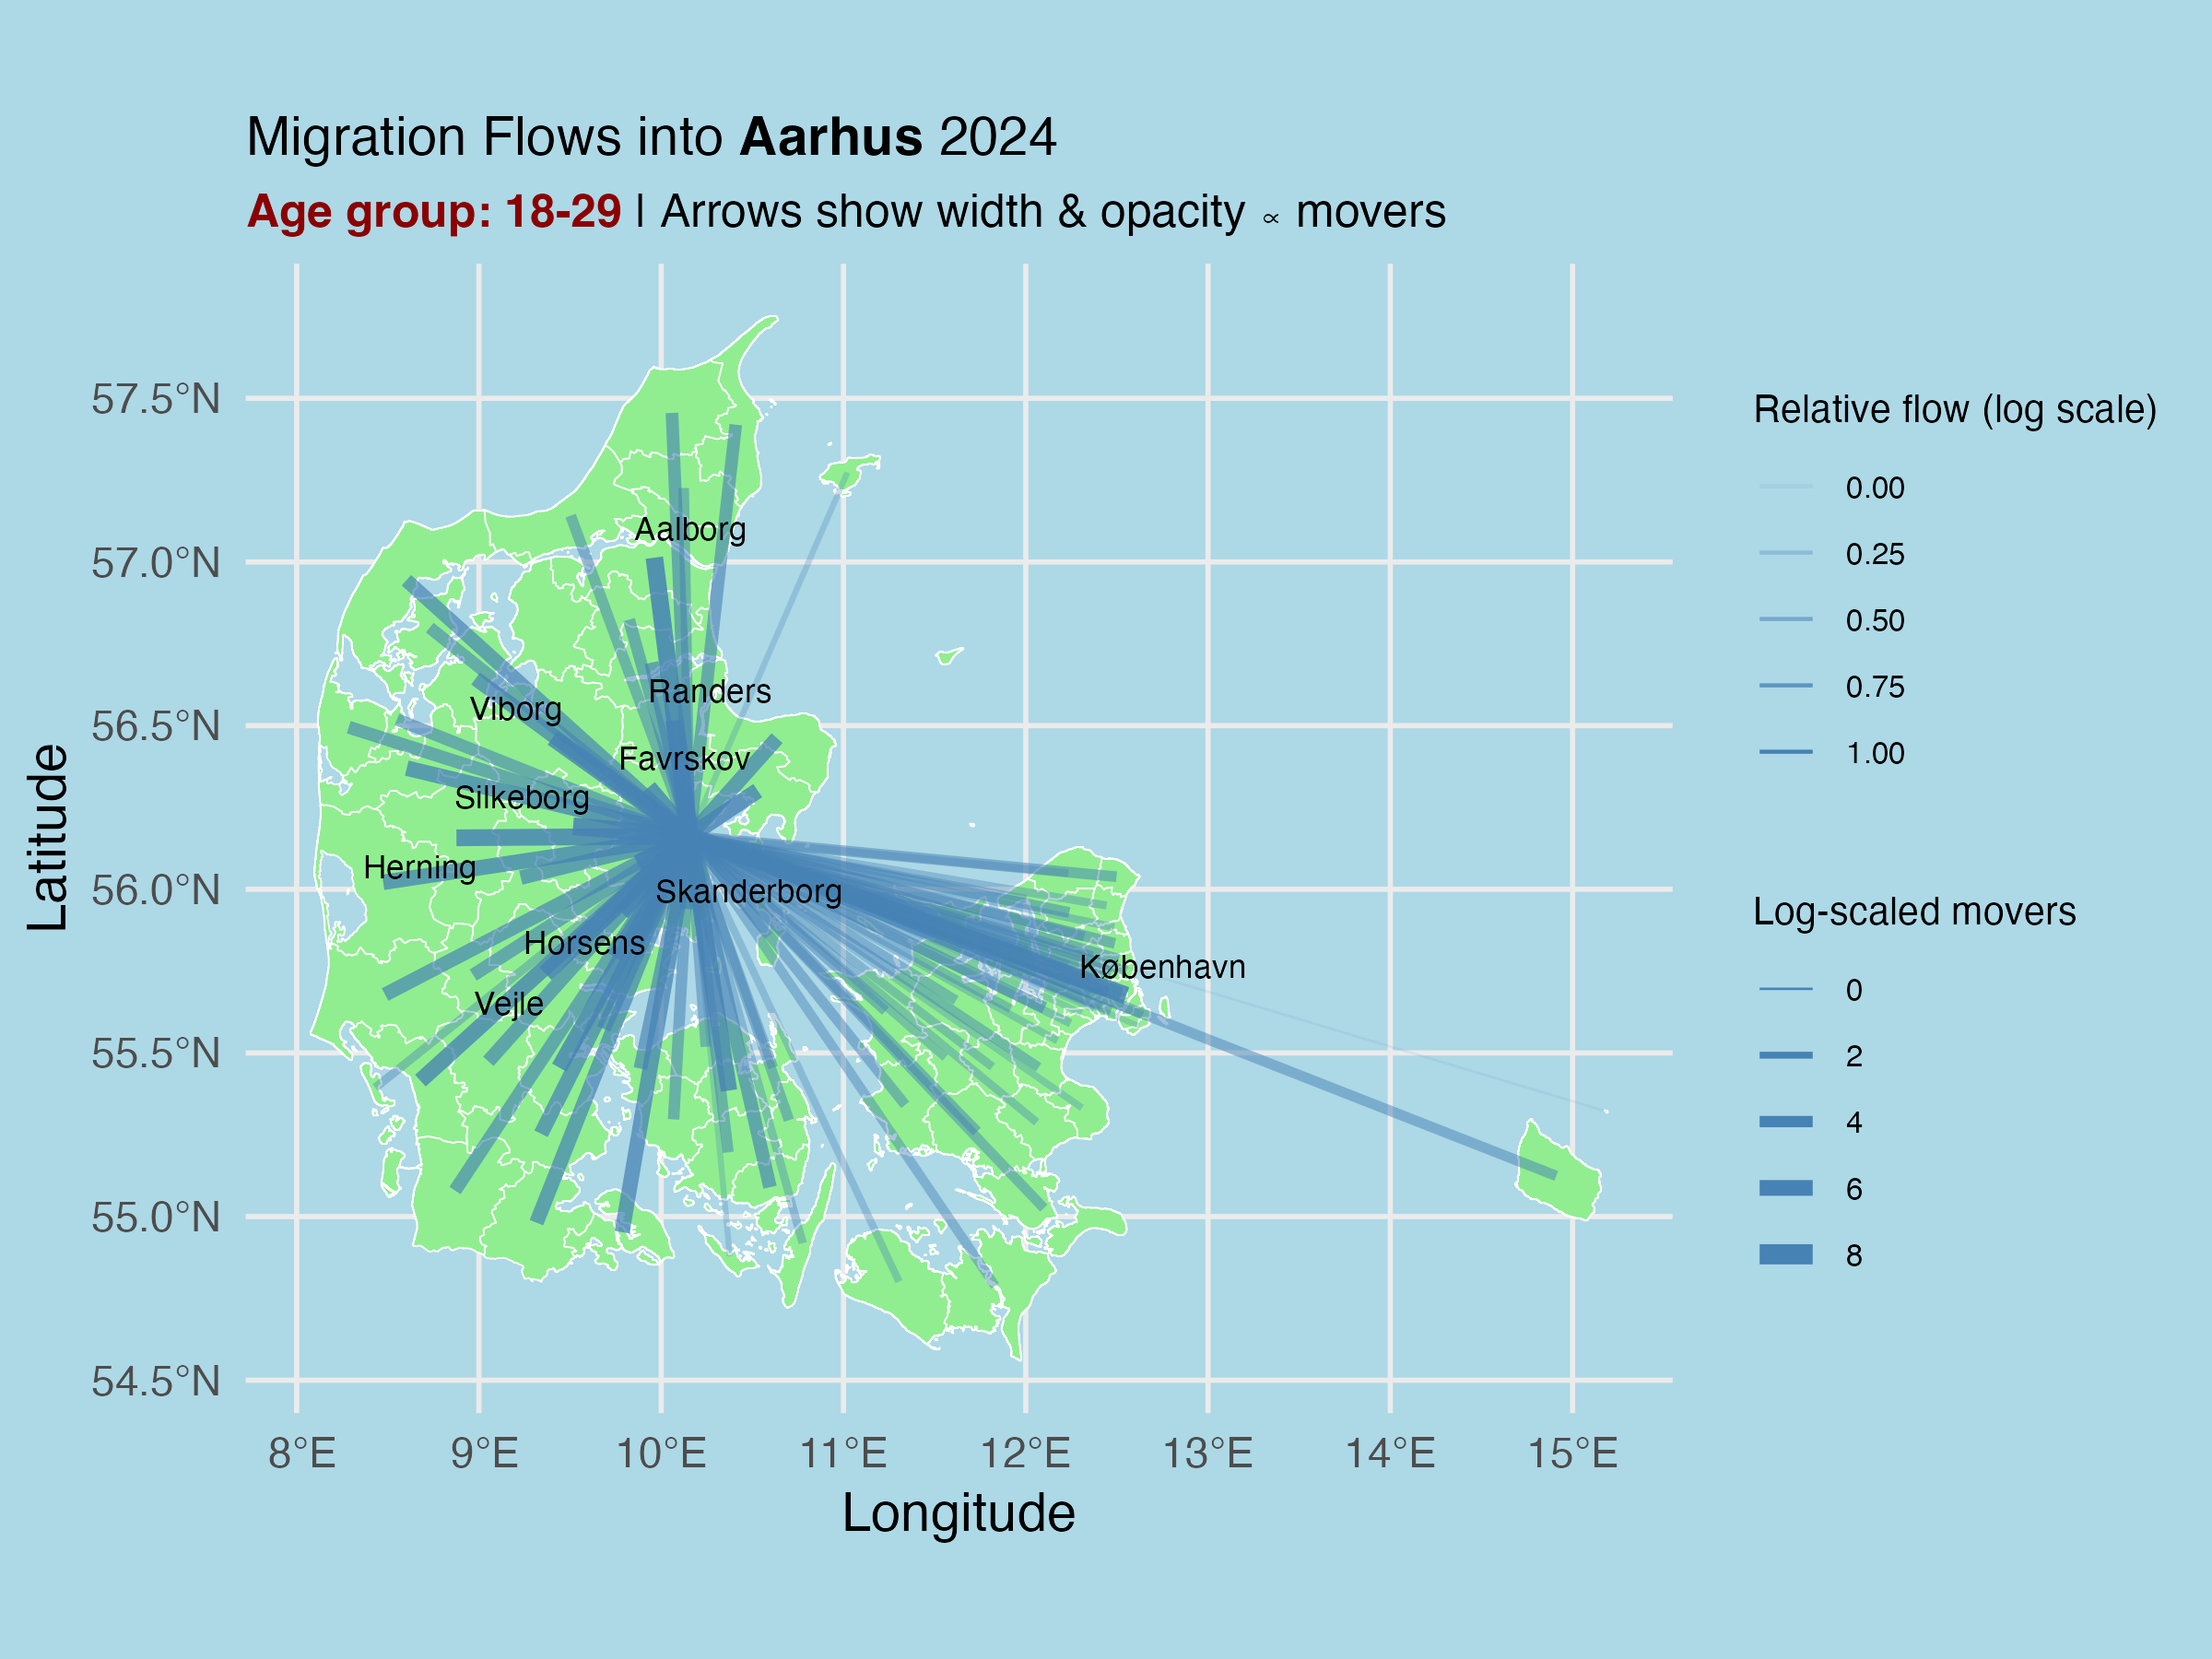 Migration Flows into Aarhus 2024
Age group: 18-29 | Arrows show width & opacity ∝ movers
Latitude
57.5°N
57.0°N
56.5°N
56.0°N
55.5°N
55.0°N
54.5°N
8°E
9°E
10°E
11°E
12°E
13°E
14°E
15°E
Longitude
Aalborg
Randers
Viborg
Favrskov
Silkeborg
Herning
Skanderborg
Horsens
København
Vejle
Relative flow (log scale)
0.00
0.25
0.50
0.75
1.00
Log-scaled movers
0
2
4
6
8